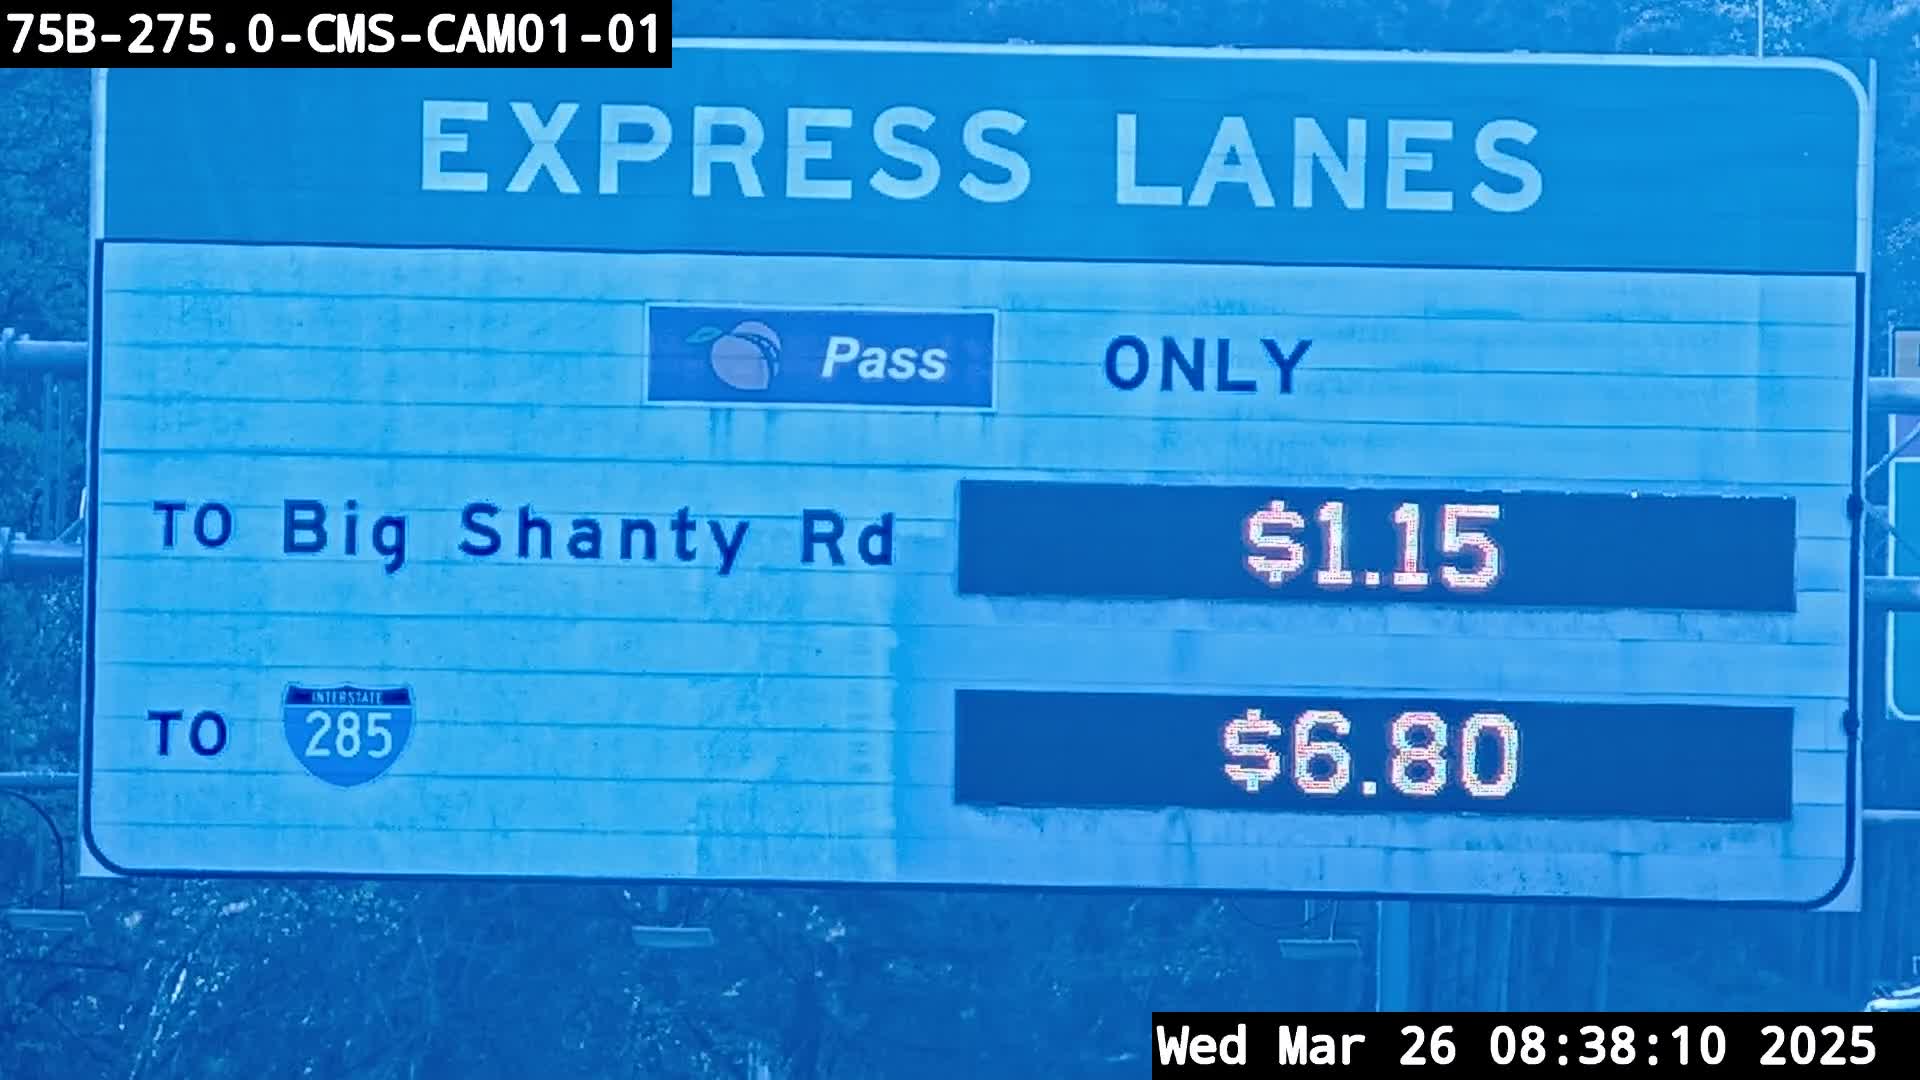 75B-275.0-CMS-CAM01-01
EXPRESS LANES
Pass ONLY
TO Big Shanty Rd $1.15
INTERSTATE
TO 285 $6.80
Wed Mar 26 08:38:10 2025